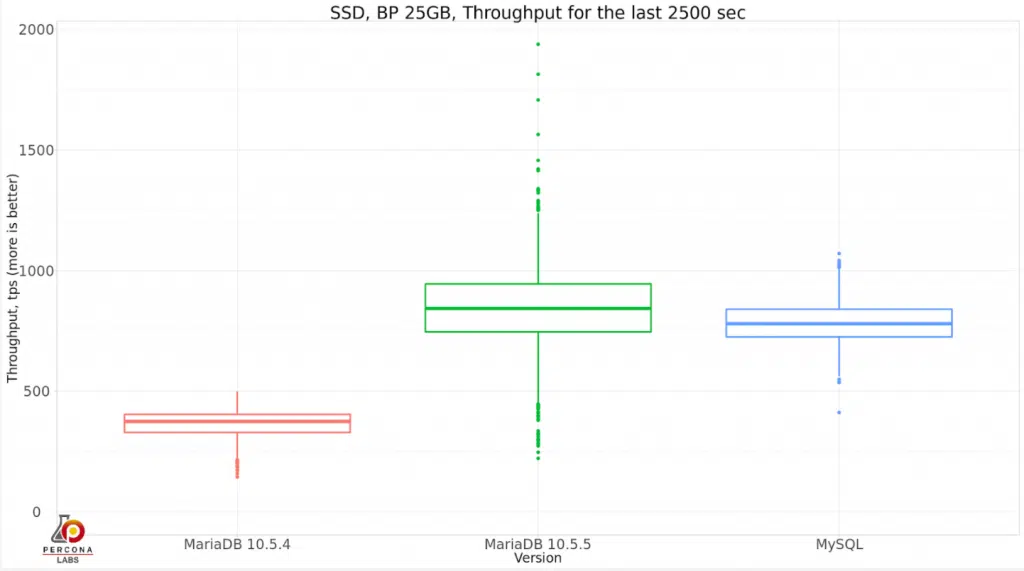 SSD, BP 25GB, Throughput for the last 2500 sec
2000
1500
1000
500
0
Throughput, tps (more is better)
MariaDB 10.5.4
MariaDB 10.5.5
MySQL
Version
PERCONA
LABS